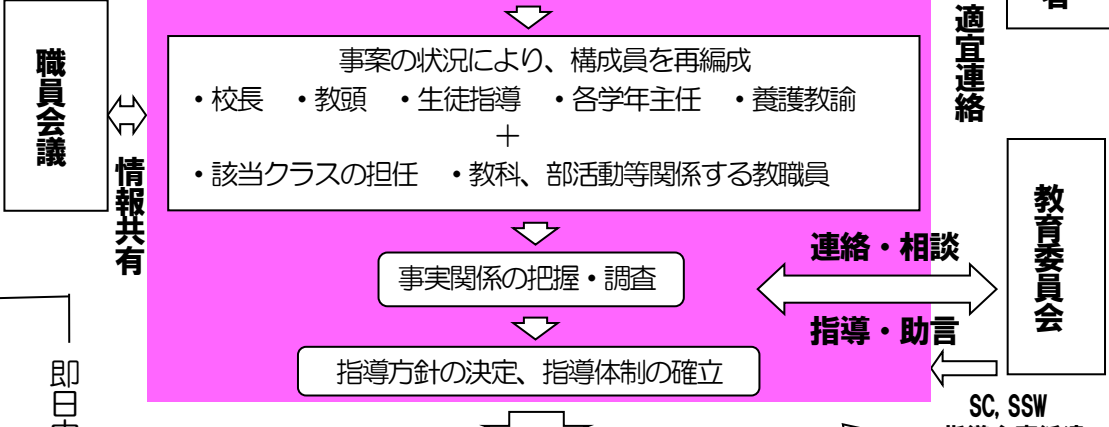 職員会議
情報共有
事案の状況により、構成員を再編成
・校長　・教頭　・生徒指導　・各学年主任　・養護教諭
＋
・該当クラスの担任　・教科、部活動等関係する教職員
事実関係の把握・調査
指導方針の決定、指導体制の確立
適宜連絡
連絡・相談
指導・助言
教育委員会
SC, SSW
即日